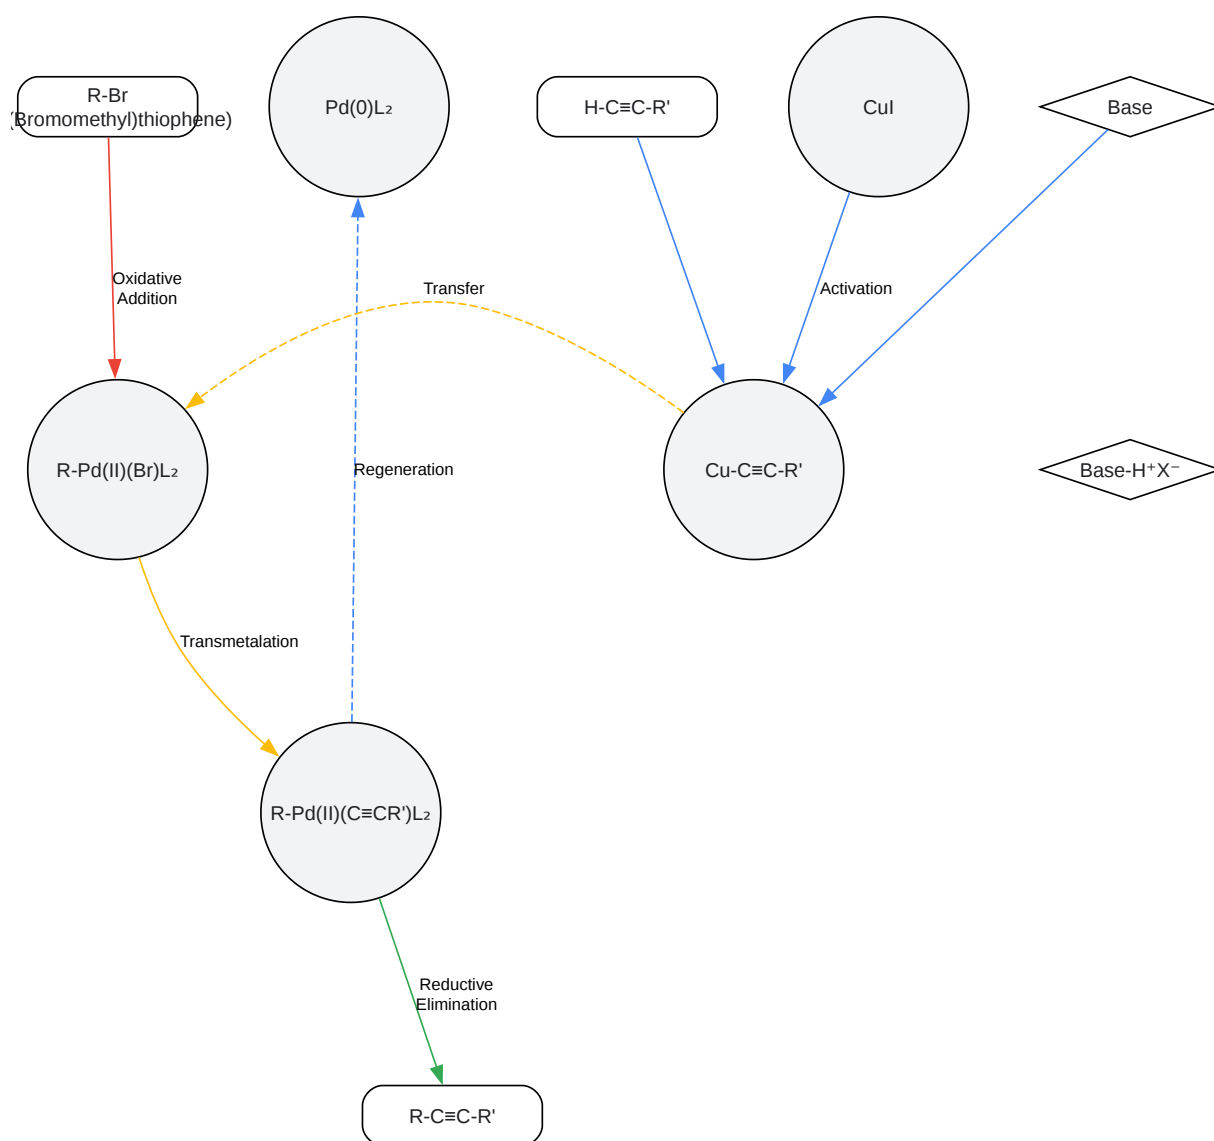 R-Br
(Bromomethyl)thiophene)
Pd(0)L₂
H-C≡C-R'
CuI
Base
Oxidative
Addition
Transfer
Activation
R-Pd(II)(Br)L₂
Regeneration
Cu-C≡C-R'
Base-H⁺X⁻
Transmetalation
R-Pd(II)(C≡CR')L₂
Reductive
Elimination
R-C≡C-R'